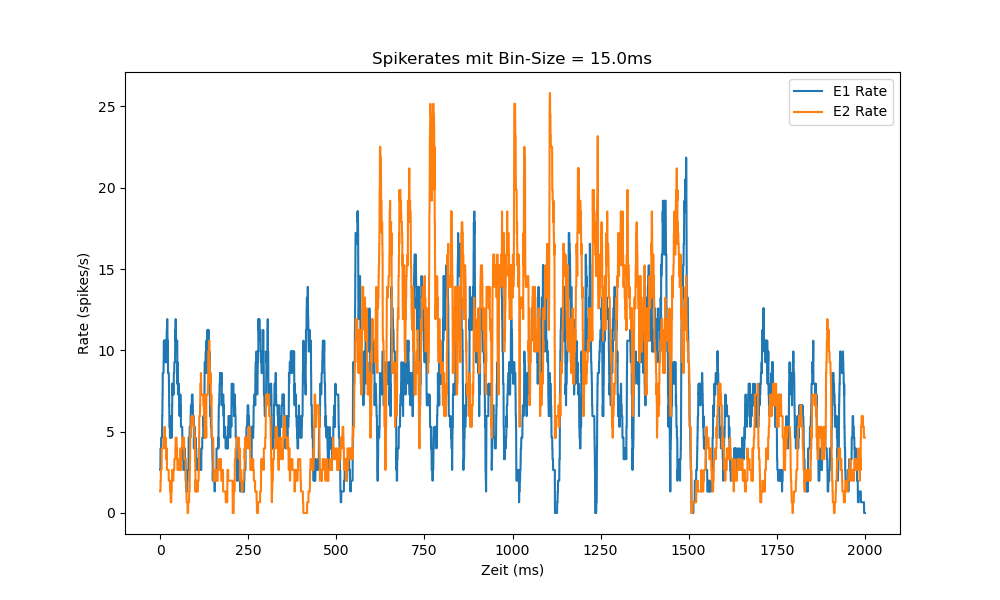 Spikerates mit Bin-Size = 15.0ms
E1 Rate
E2 Rate
Rate (spikes/s)
25
20
15
10
5
0
0 250 500 750 1000 1250 1500 1750 2000
Zeit (ms)